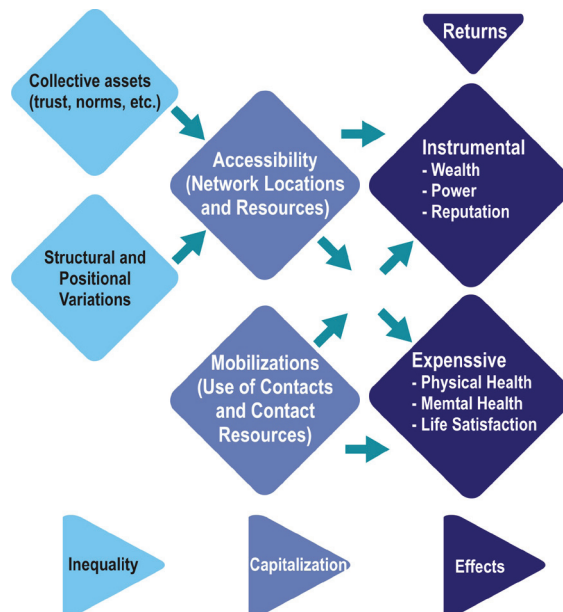 Returns
Collective assets
(trust, norms, etc.)
Accessibility
(Network Locations
and Resources)
Instrumental
- Wealth
- Power
- Reputation
Structural and
Positional
Variations
Mobilizations
(Use of Contacts
and Contact
Resources)
Expenssive
- Physical Health
- Memtal Health
- Life Satisfaction
Inequality
Capitalization
Effects